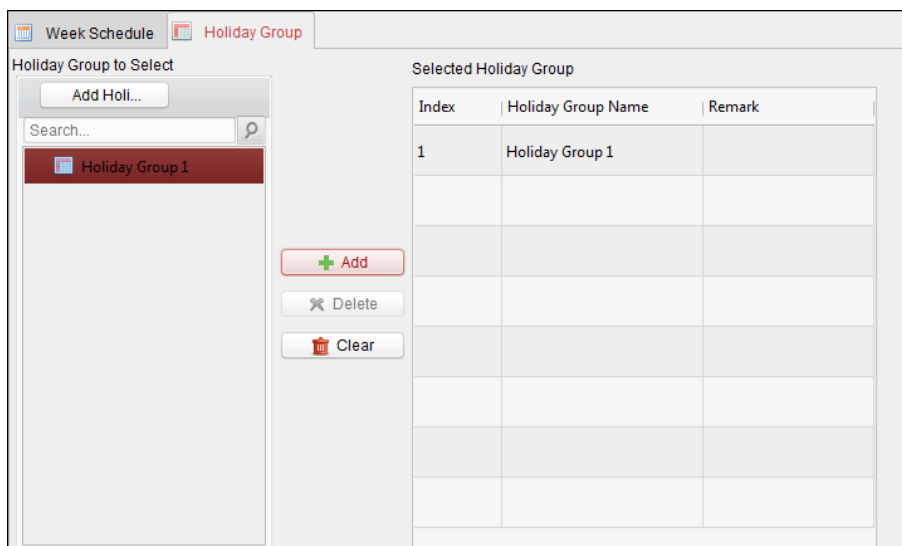 Week Schedule Holiday Group
Holiday Group to Select
Add Holi...
Search...
Holiday Group 1
Add
Delete
Clear
Selected Holiday Group
Index Holiday Group Name Remark
1 Holiday Group 1